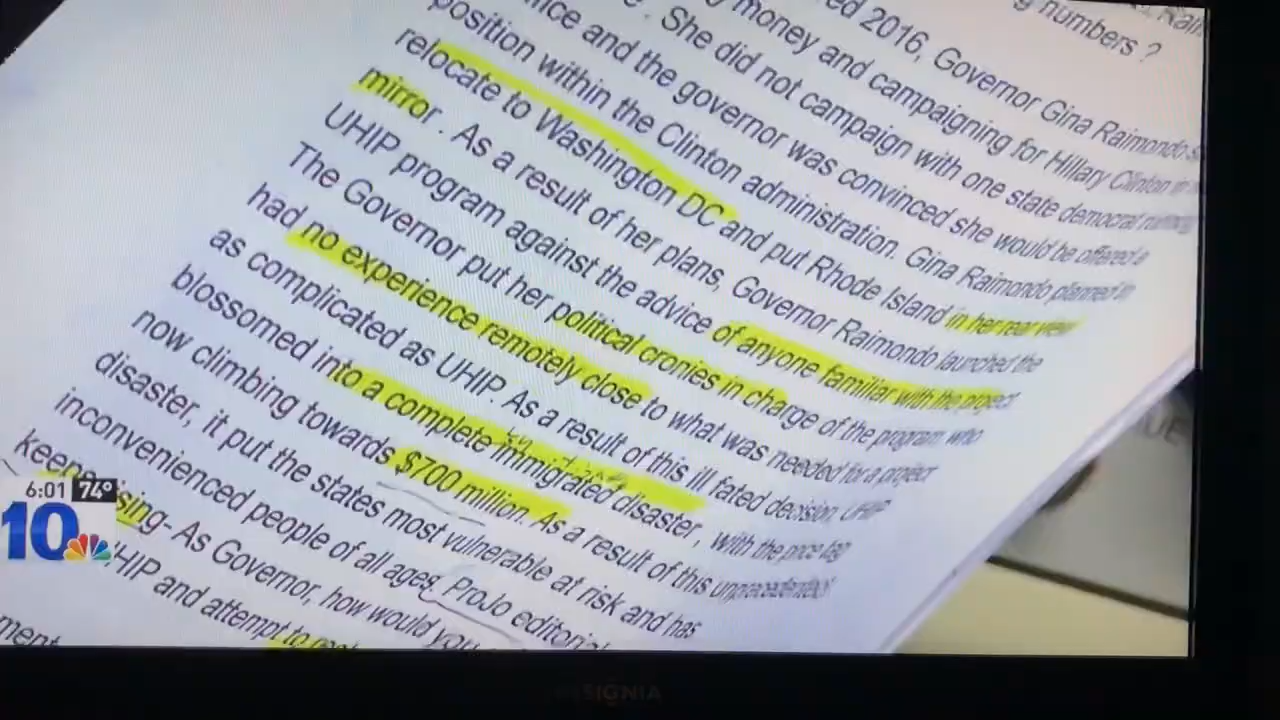 g numbers ?
ed 2016, Governor Gina Raimondo
money and campaigning for Hillary Clinton in
. She did not campaign with one state democrat running
and the governor was convinced she would be offered a
position within the Clinton administration. Gina Raimondo planned to
relocate to Washington DC and put Rhode Island in her rear view
mirror . As a result of her plans, Governor Raimondo launched the
UHIP program against the advice of anyone familiar with the project
The Governor put her political cronies in charge of the program who
had no experience remotely close to what was needed for a project
as complicated as UHIP. As a result of this ill fated decision, UHIP
blossomed into a complete immigrated disaster, with the price tag
now climbing towards $700 million. As a result of this unprecedented
disaster, it put the states most vulnerable at risk and has
inconvenienced people of all ages. ProJo editorial
sing- As Governor, how would you
UHIP and attempt to
6:01 74°
10
INSIGNIA